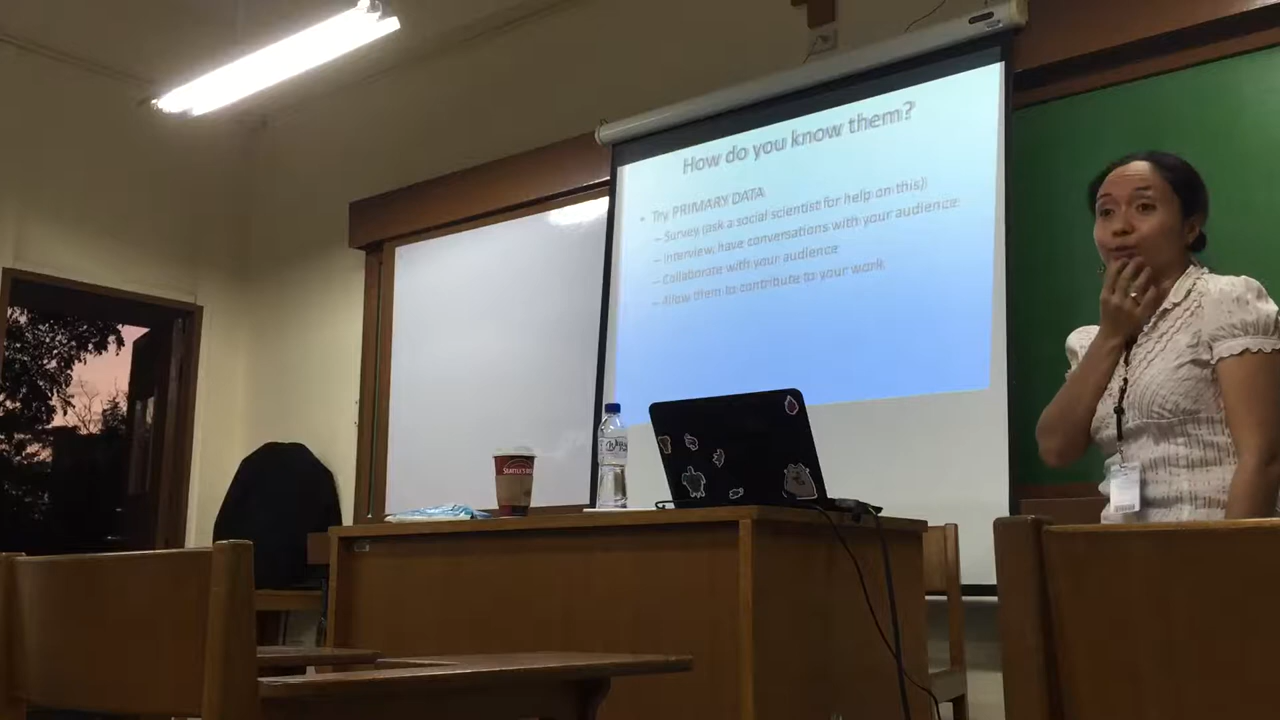 How do you know them?
• Try PRIMARY DATA
– Survey (ask a social scientist for help on this)
– Interview, have conversations with your audience
– Collaborate with your audience
– Allow them to contribute to your work
SEATTLE'S BEST